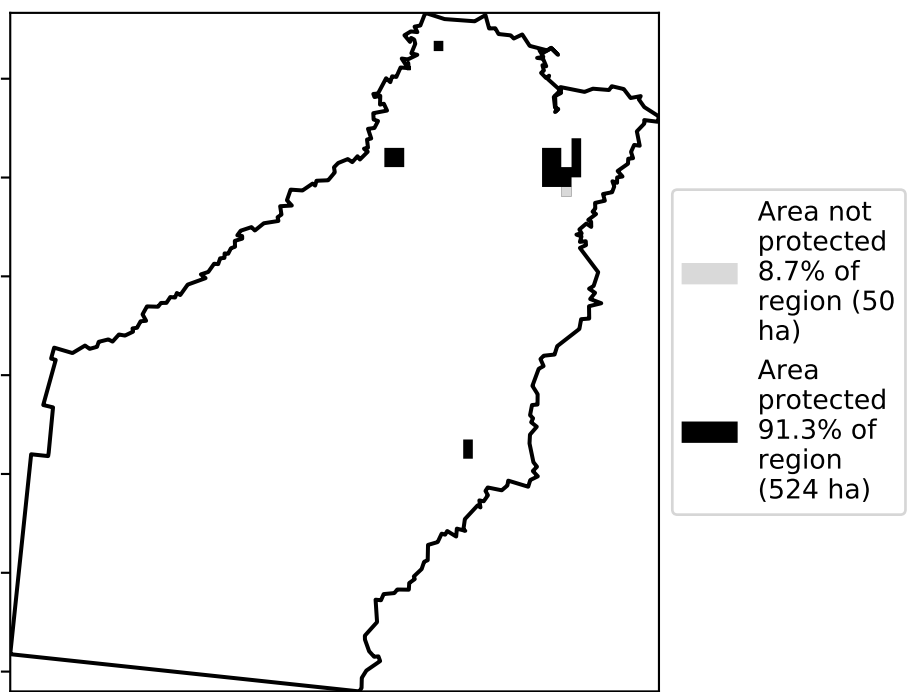 Area not
protected
8.7% of
region (50
ha)
Area
protected
91.3% of
region
(524 ha)